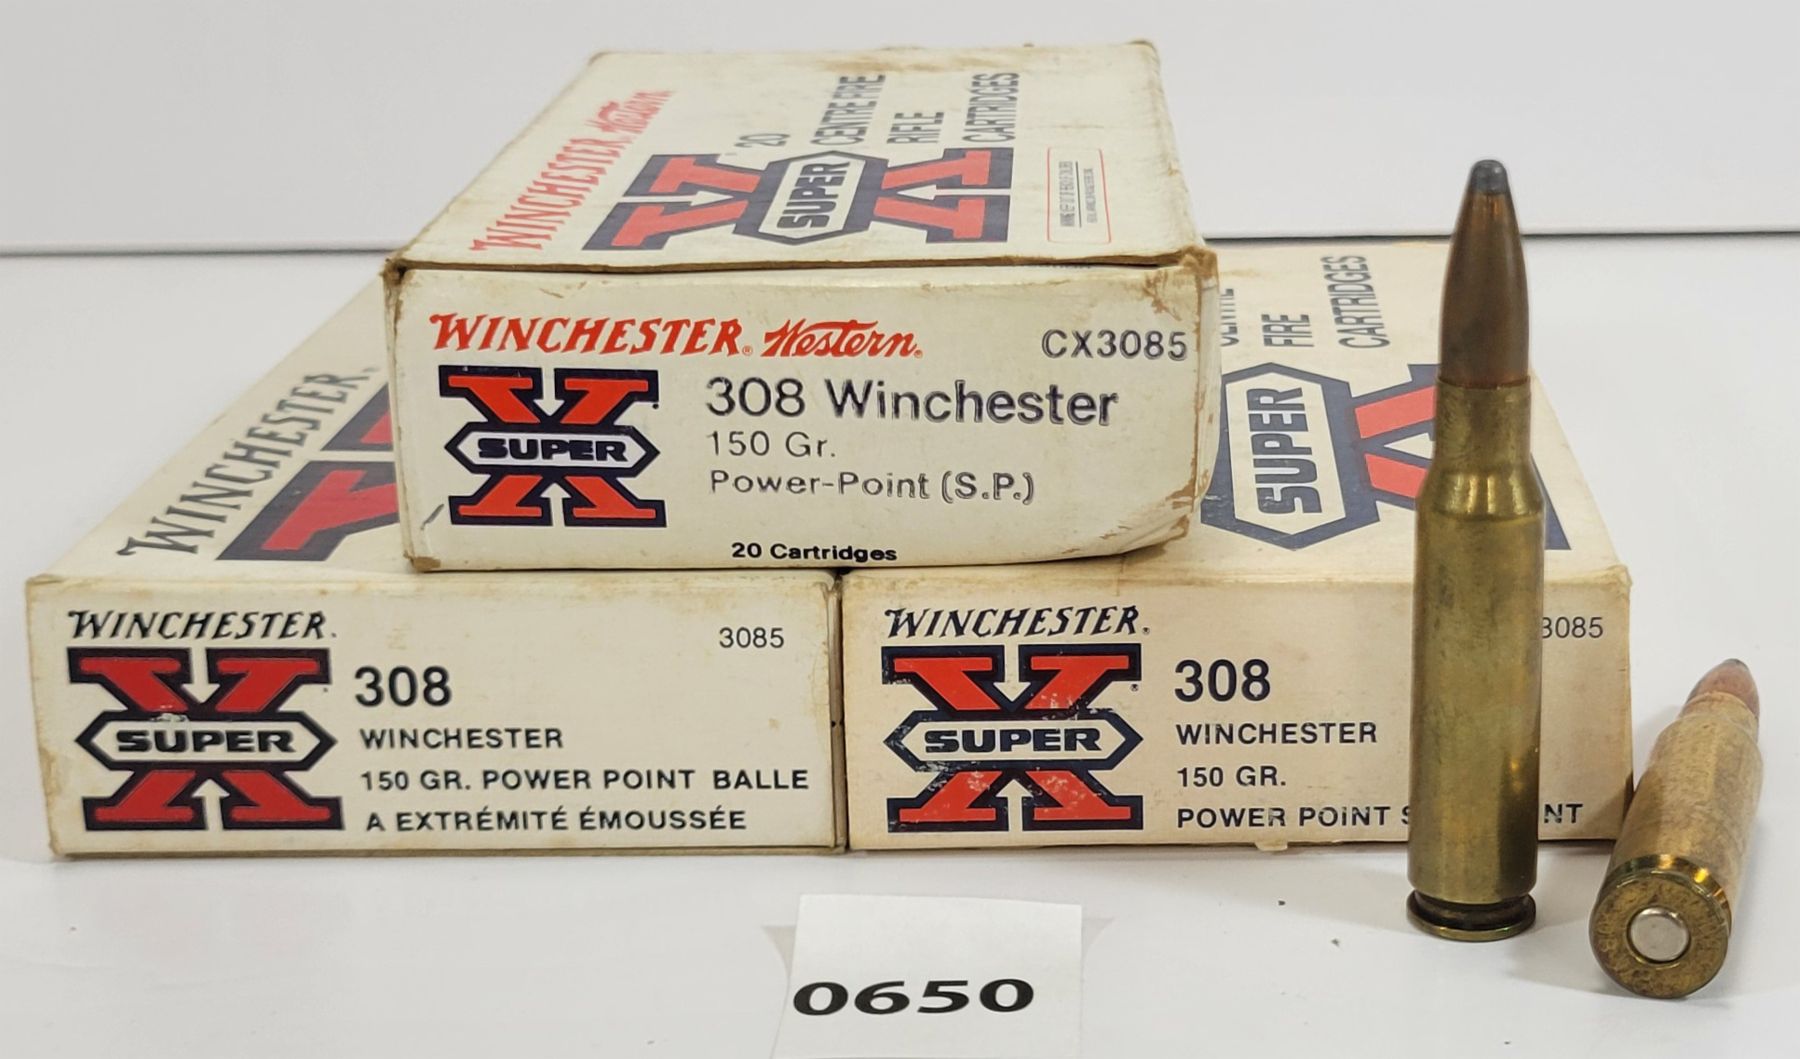 WINCHESTER Western
20
CENTRE FIRE
RIFLE
CARTRIDGES
SUPER X
WINCHESTER® Western®
CX3085
SUPER X
308 Winchester
150 Gr.
Power-Point (S.P.)
20 Cartridges
WINCHESTER
FIRE
CARTRIDGES
SUPER
WINCHESTER.
3085
SUPER X
308
WINCHESTER
150 GR. POWER POINT BALLE
A EXTRÉMITÉ ÉMOUSSÉE
WINCHESTER®
3085
SUPER X
308
WINCHESTER
150 GR.
POWER POINT
0650